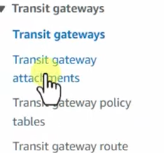 Transit gateways
Transit gateways
Transit gateway
attachments
Transit gateway policy
tables
Transit gateway route